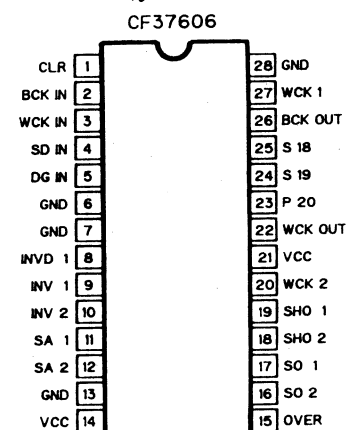 CF37606
CLR 1 28 GND
BCK IN 2 27 WCK 1
WCK IN 3 26 BCK OUT
SD IN 4 25 S 18
DG IN 5 24 S 19
GND 6 23 P 20
GND 7 22 WCK OUT
INVD 1 8 21 VCC
INV 1 9 20 WCK 2
INV 2 10 19 SHO 1
SA 1 11 18 SHO 2
SA 2 12 17 SO 1
GND 13 16 SO 2
VCC 14 15 OVER